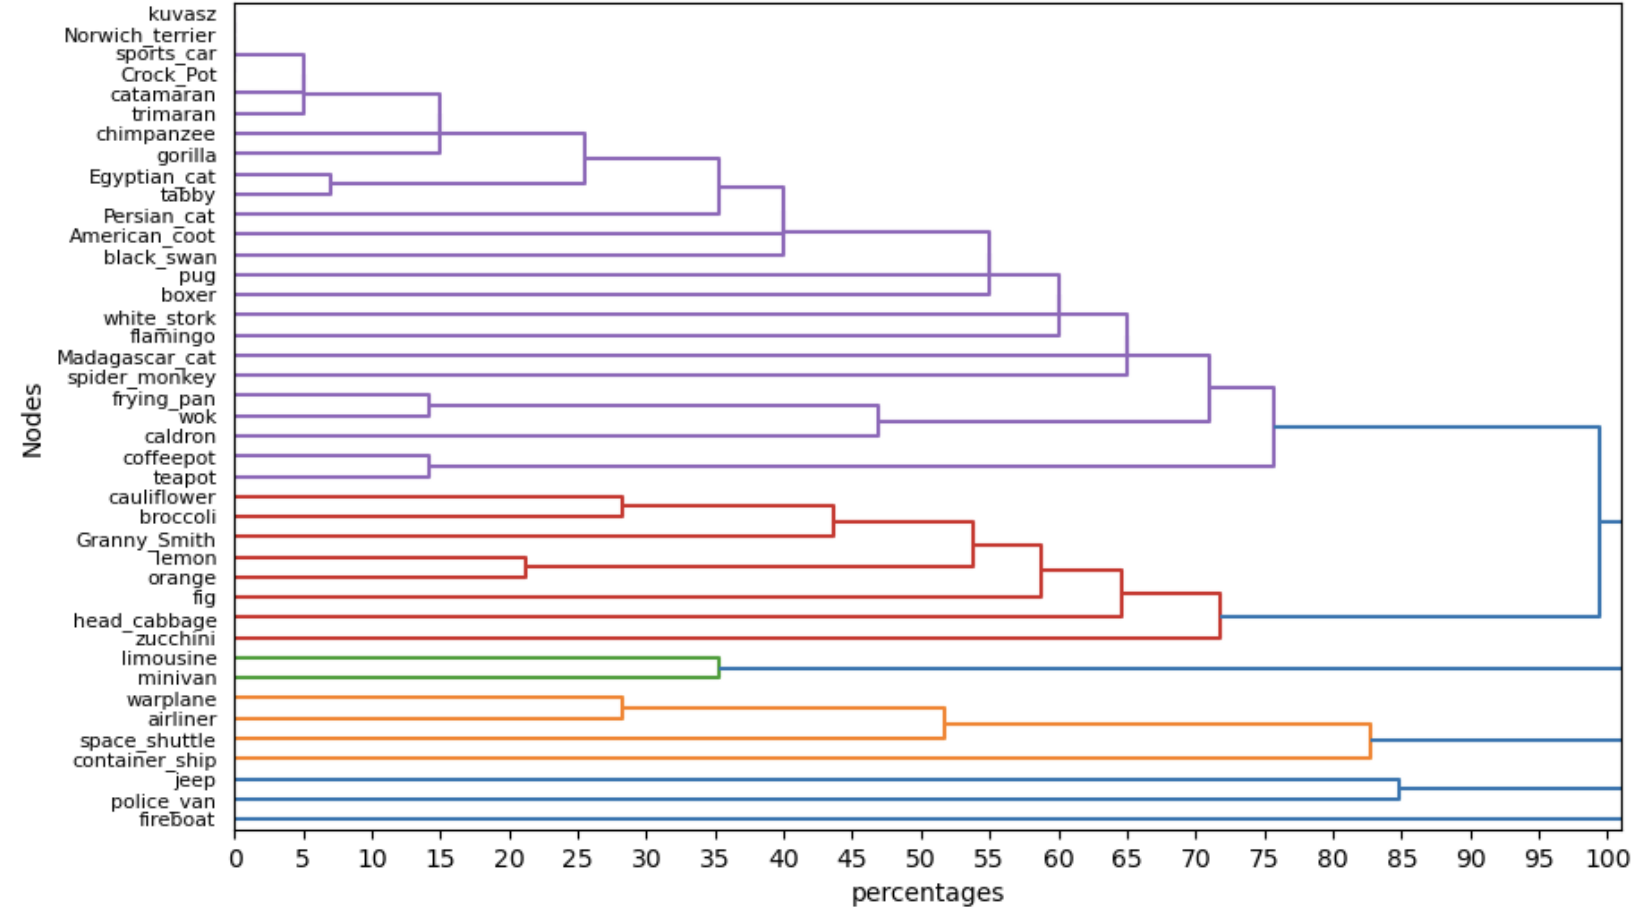 kuvasz
Norwich_terrier
sports_car
Crock_Pot
catamaran
trimaran
chimpanzee
gorilla
Egyptian_cat
tabby
Persian_cat
American_coot
black_swan
pug
boxer
white_stork
flamingo
Madagascar_cat
spider_monkey
frying_pan
wok
caldron
coffeepot
teapot
cauliflower
broccoli
Granny_Smith
lemon
orange
fig
head_cabbage
zucchini
limousine
minivan
warplane
airliner
space_shuttle
container_ship
jeep
police_van
fireboat
Nodes
0 5 10 15 20 25 30 35 40 45 50 55 60 65 70 75 80 85 90 95 100
percentages